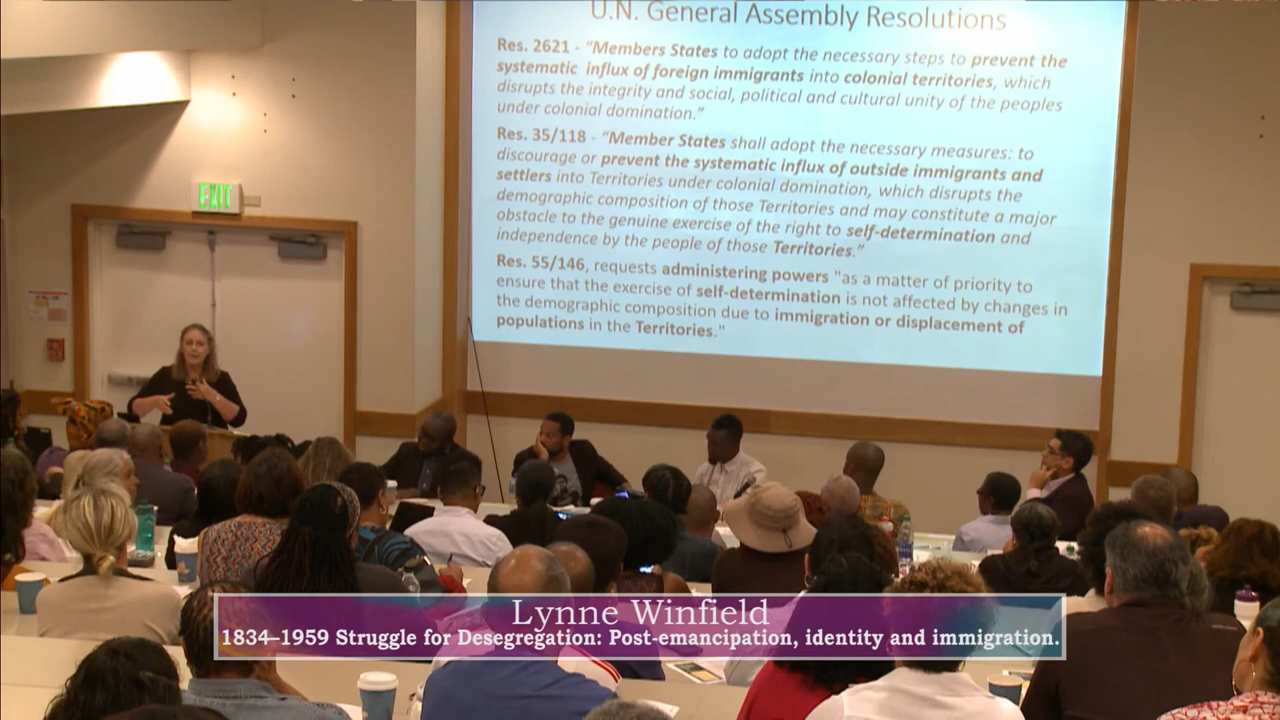 U.N. General Assembly Resolutions
Res. 2621 - “Members States to adopt the necessary steps to prevent the
systematic influx of foreign immigrants into colonial territories, which
disrupts the integrity and social, political and cultural unity of the peoples
under colonial domination.”
Res. 35/118 - “Member States shall adopt the necessary measures: to
discourage or prevent the systematic influx of outside immigrants and
settlers into Territories under colonial domination, which disrupts the
demographic composition of those Territories and may constitute a major
obstacle to the genuine exercise of the right to self-determination and
independence by the people of those Territories.”
Res. 55/146, requests administering powers "as a matter of priority to
ensure that the exercise of self-determination is not affected by changes in
the demographic composition due to immigration or displacement of
populations in the Territories."
EXIT
Lynne Winfield
1834–1959 Struggle for Desegregation: Post-emancipation, identity and immigration.